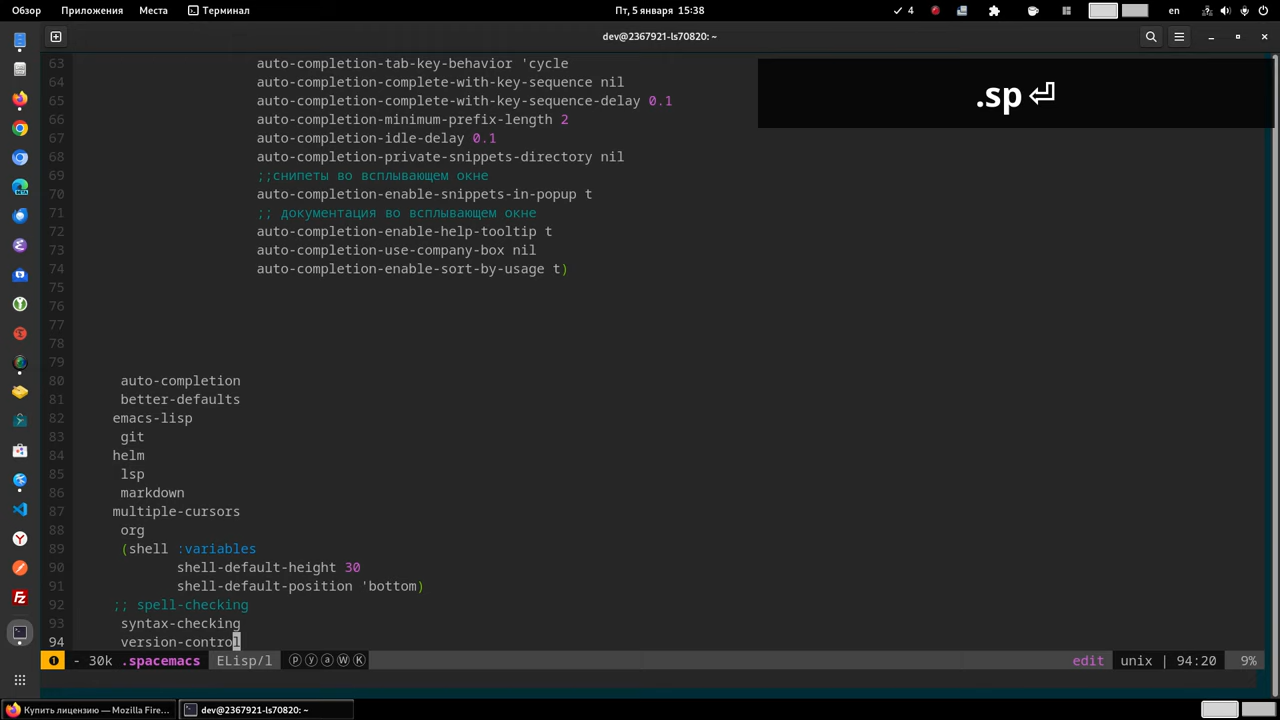 Обзор Приложения Места Терминал Пт, 5 января 15:38 4 en
dev@2367921-ls70820: ~
.sp ⏎
63 auto-completion-tab-key-behavior 'cycle
64 auto-completion-complete-with-key-sequence nil
65 auto-completion-complete-with-key-sequence-delay 0.1
66 auto-completion-minimum-prefix-length 2
67 auto-completion-idle-delay 0.1
68 auto-completion-private-snippets-directory nil
69 ;;снипеты во всплывающем окне
70 auto-completion-enable-snippets-in-popup t
71 ;; документация во всплывающем окне
72 auto-completion-enable-help-tooltip t
73 auto-completion-use-company-box nil
74 auto-completion-enable-sort-by-usage t)
75
76
77
78
79
80 auto-completion
81 better-defaults
82 emacs-lisp
83 git
84 helm
85 lsp
86 markdown
87 multiple-cursors
88 org
89 (shell :variables
90 shell-default-height 30
91 shell-default-position 'bottom)
92 ;; spell-checking
93 syntax-checking
94 version-control
❶ - 30k .spacemacs ELisp/l ⓟⓨⓐⓌⓀ edit unix | 94:20 9%
Купить лицензию — Mozilla Fire... dev@2367921-ls70820: ~